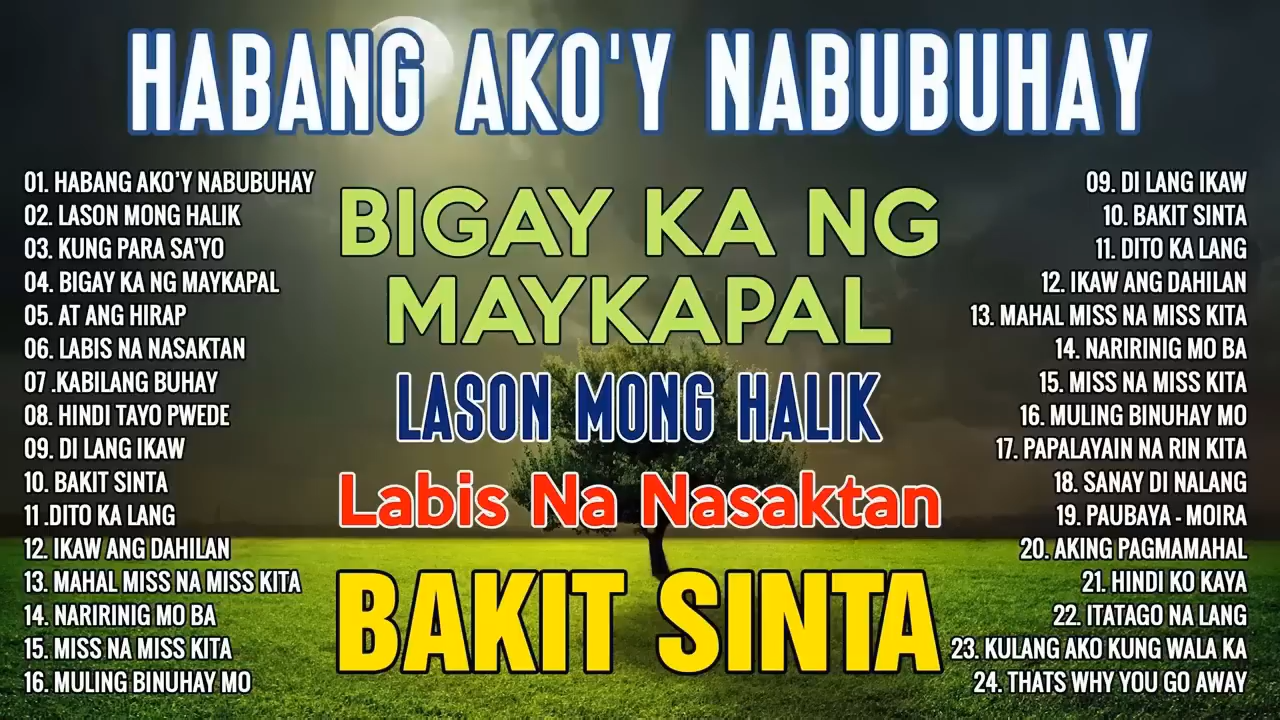 HABANG AKO'Y NABUBUHAY
01. HABANG AKO'Y NABUBUHAY
02. LASON MONG HALIK
03. KUNG PARA SA'YO
04. BIGAY KA NG MAYKAPAL
05. AT ANG HIRAP
06. LABIS NA NASAKTAN
07 .KABILANG BUHAY
08. HINDI TAYO PWEDE
09. DI LANG IKAW
10. BAKIT SINTA
11 .DITO KA LANG
12. IKAW ANG DAHILAN
13. MAHAL MISS NA MISS KITA
14. NARIRINIG MO BA
15. MISS NA MISS KITA
16. MULING BINUHAY MO
BIGAY KA NG
MAYKAPAL
LASON MONG HALIK
Labis Na Nasaktan
BAKIT SINTA
09. DI LANG IKAW
10. BAKIT SINTA
11. DITO KA LANG
12. IKAW ANG DAHILAN
13. MAHAL MISS NA MISS KITA
14. NARIRINIG MO BA
15. MISS NA MISS KITA
16. MULING BINUHAY MO
17. PAPALAYAIN NA RIN KITA
18. SANAY DI NALANG
19. PAUBAYA - MOIRA
20. AKING PAGMAMAHAL
21. HINDI KO KAYA
22. ITATAGO NA LANG
23. KULANG AKO KUNG WALA KA
24. THATS WHY YOU GO AWAY